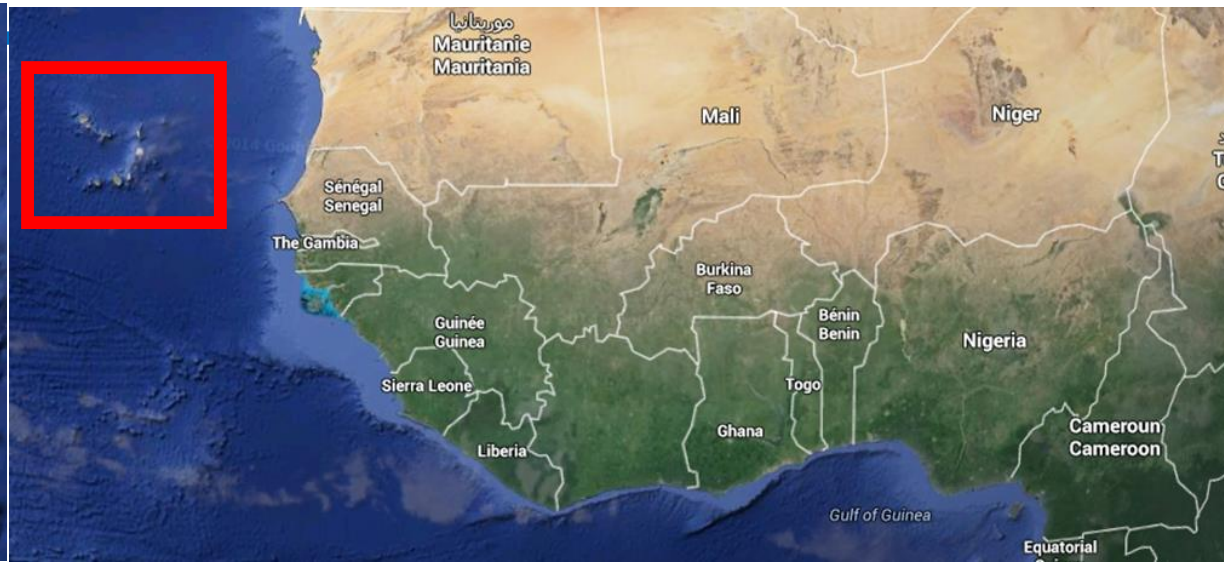 موريتانيا
Mauritanie
Mauritania
Mali
Niger
Sénégal
Senegal
The Gambia
Burkina
Faso
Bénin
Benin
Guinée
Guinea
Nigeria
Sierra Leone
Togo
Ghana
Liberia
Cameroun
Cameroon
Gulf of Guinea
Equatorial